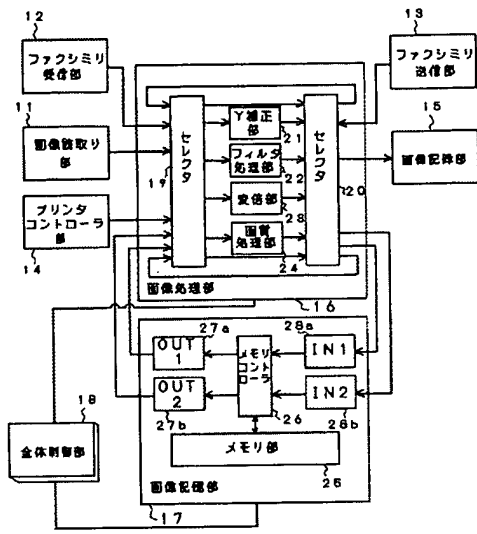 12
ファクシミリ
受信部
11
画像読取り
部
プリンタ
コントローラ
部
14
セレクタ
19
γ補正
部
21
フィルタ
処理部
22
変倍部
23
画質
処理部
24
セレクタ
20
画像処理部
16
13
ファクシミリ
送信部
15
画像記録部
18
全体制御部
27a
OUT
1
OUT
2
27b
メモリ
コントローラ
26
28a
IN1
IN2
28b
メモリ部
25
画像記憶部
17